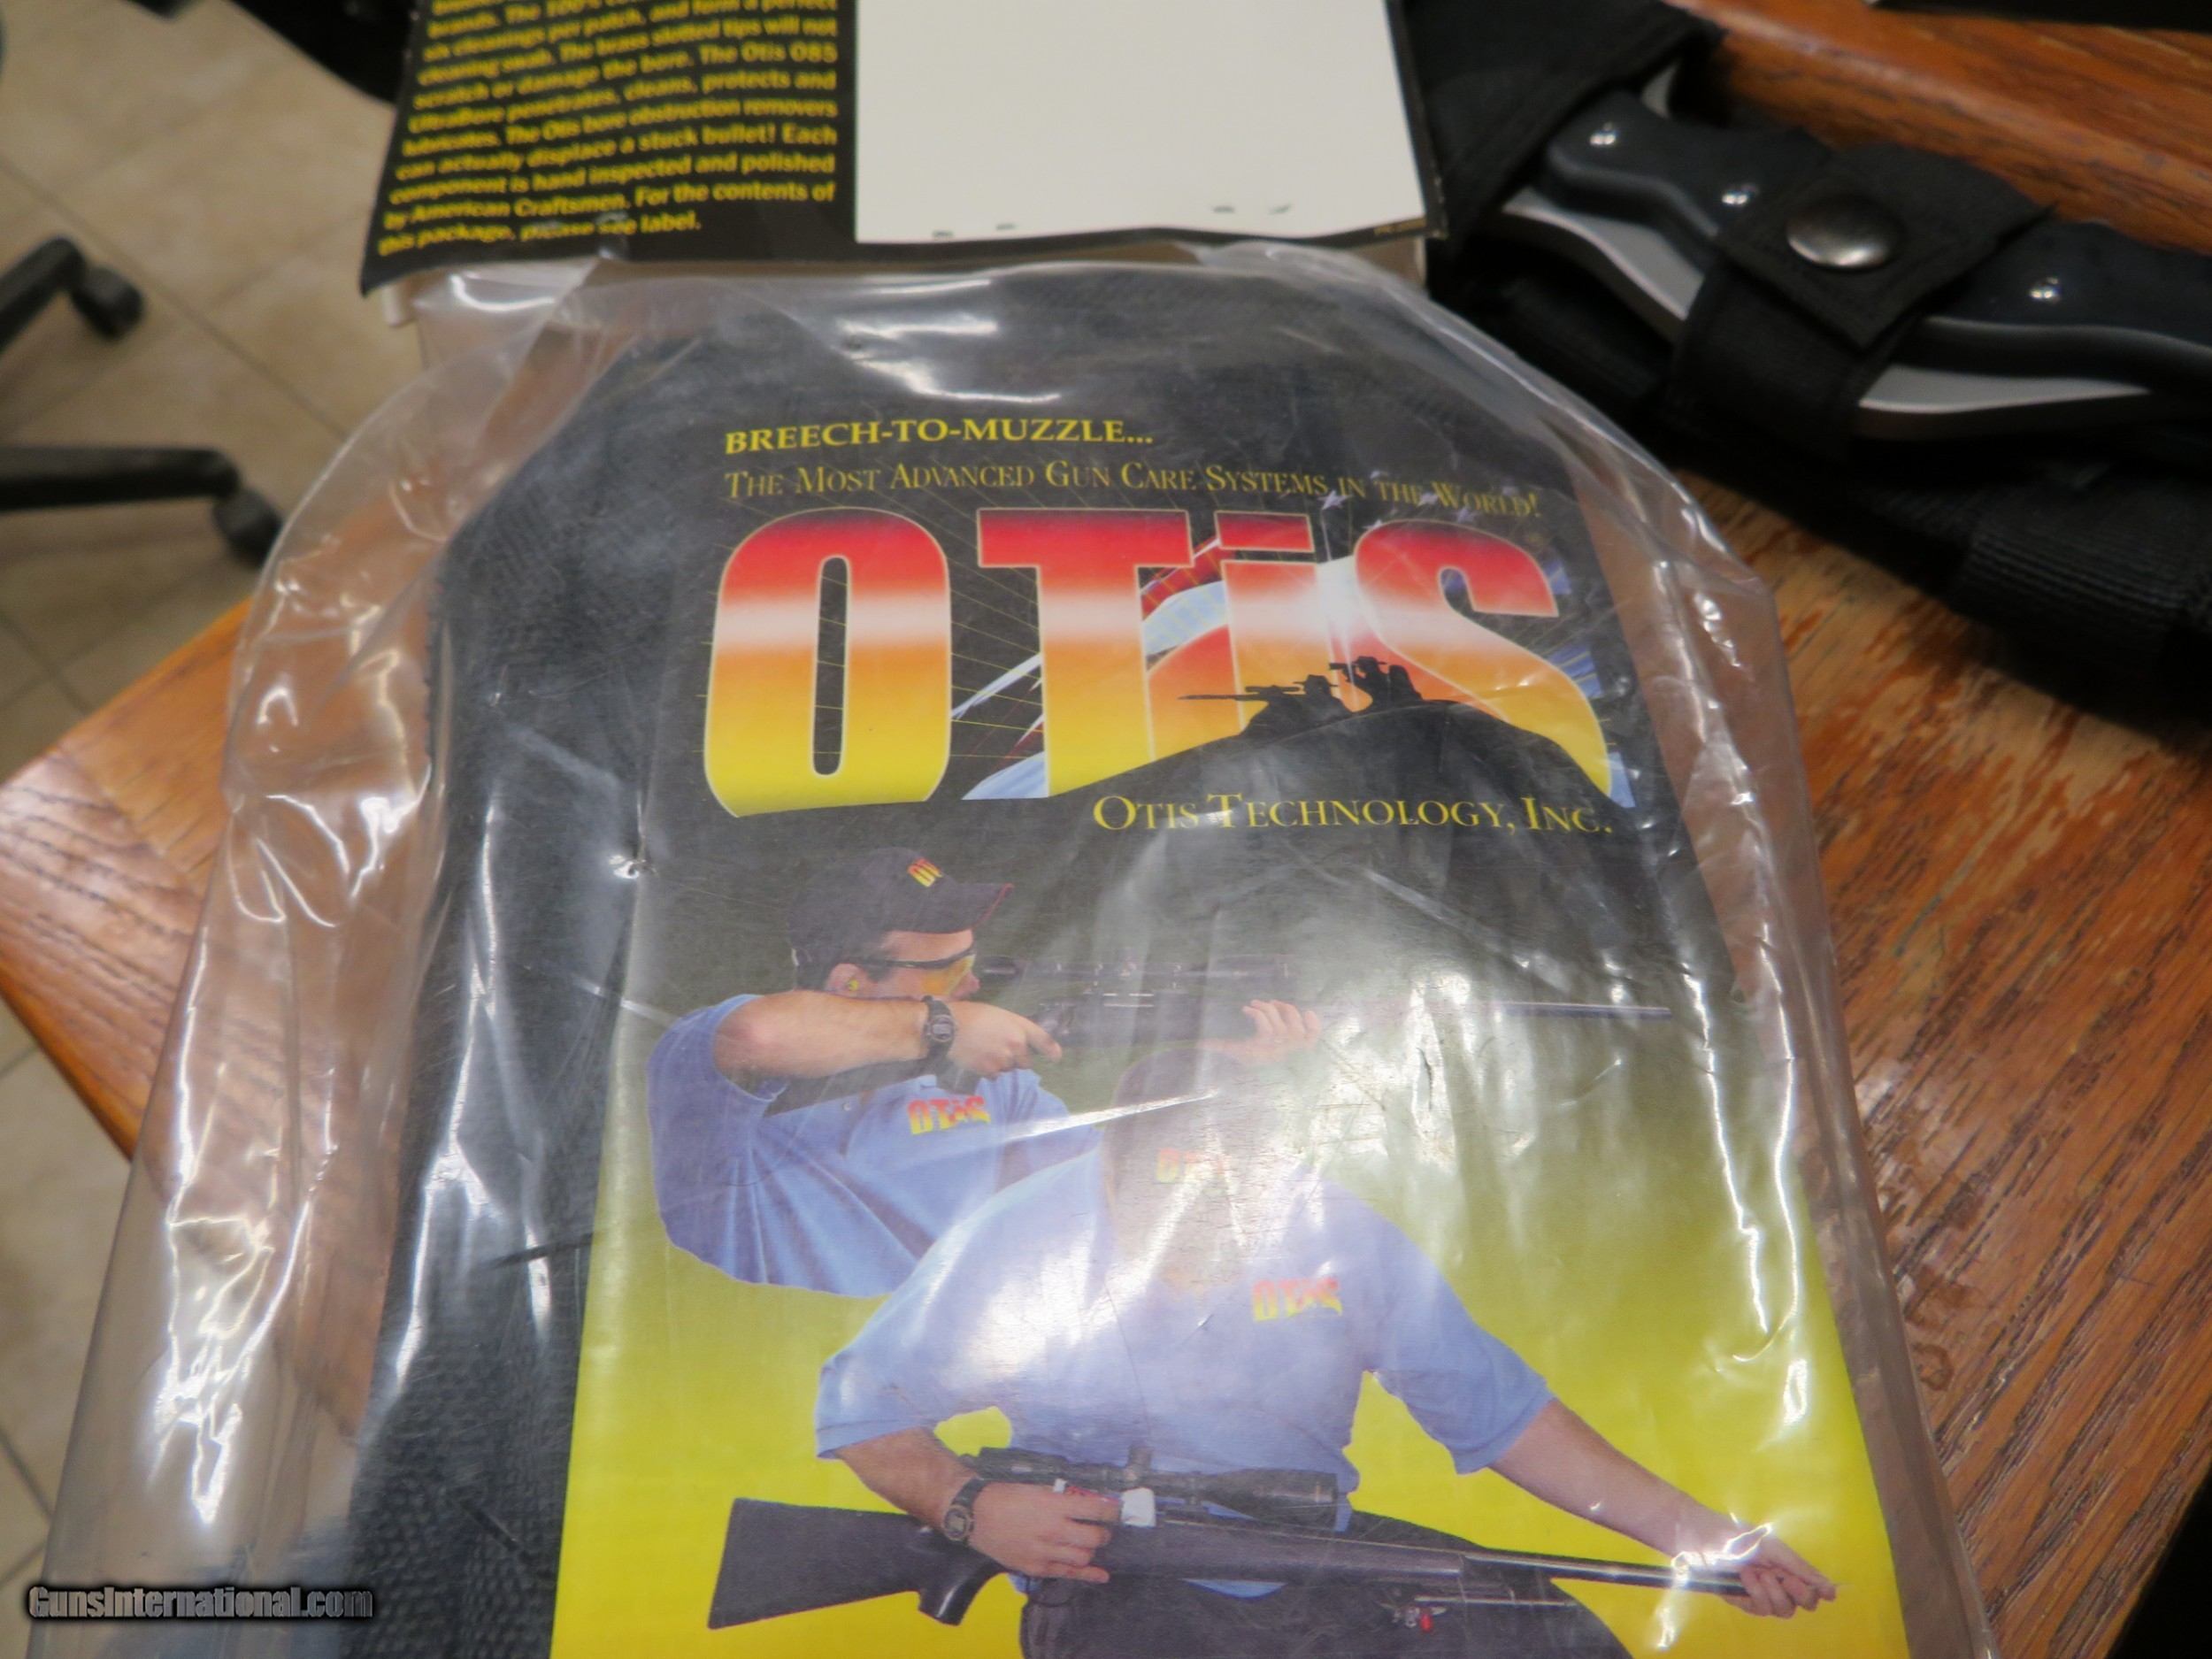 brands. The 100%
six cleanings per patch, and form a perfect
cleaning swab. The brass slotted tips will not
scratch or damage the bore. The Otis O85
UltraBore penetrates, cleans, protects and
lubricates. The Otis bore obstruction removers
can actually displace a stuck bullet! Each
component is hand inspected and polished
by American Craftsmen. For the contents of
this package, please see label.
BREECH-TO-MUZZLE...
THE MOST ADVANCED GUN CARE SYSTEMS IN THE WORLD!
OTiS
OTIS TECHNOLOGY, INC.
OTiS
OTiS
GunsInternational.com